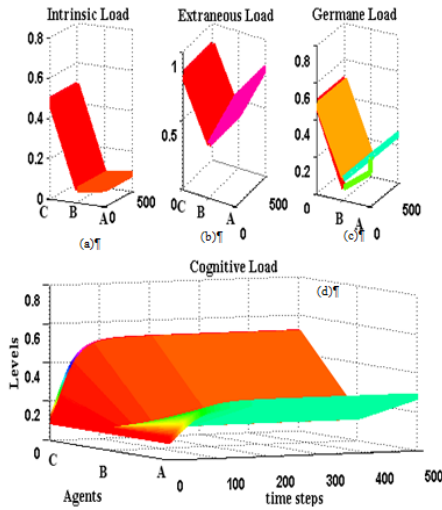 Intrinsic Load
0.8
0.6
0.4
0.2
0
C
B
A
0
500
(a)¶
Extraneous Load
1
0.5
0
C
B
A
0
500
(b)¶
Germane Load
0.8
0.6
0.4
0.2
0
B
A
0
500
(c)¶
Cognitive Load
(d)¶
0.8
0.6
0.4
0.2
0
Levels
C
B
A
Agents
0
100
200
300
400
500
time steps